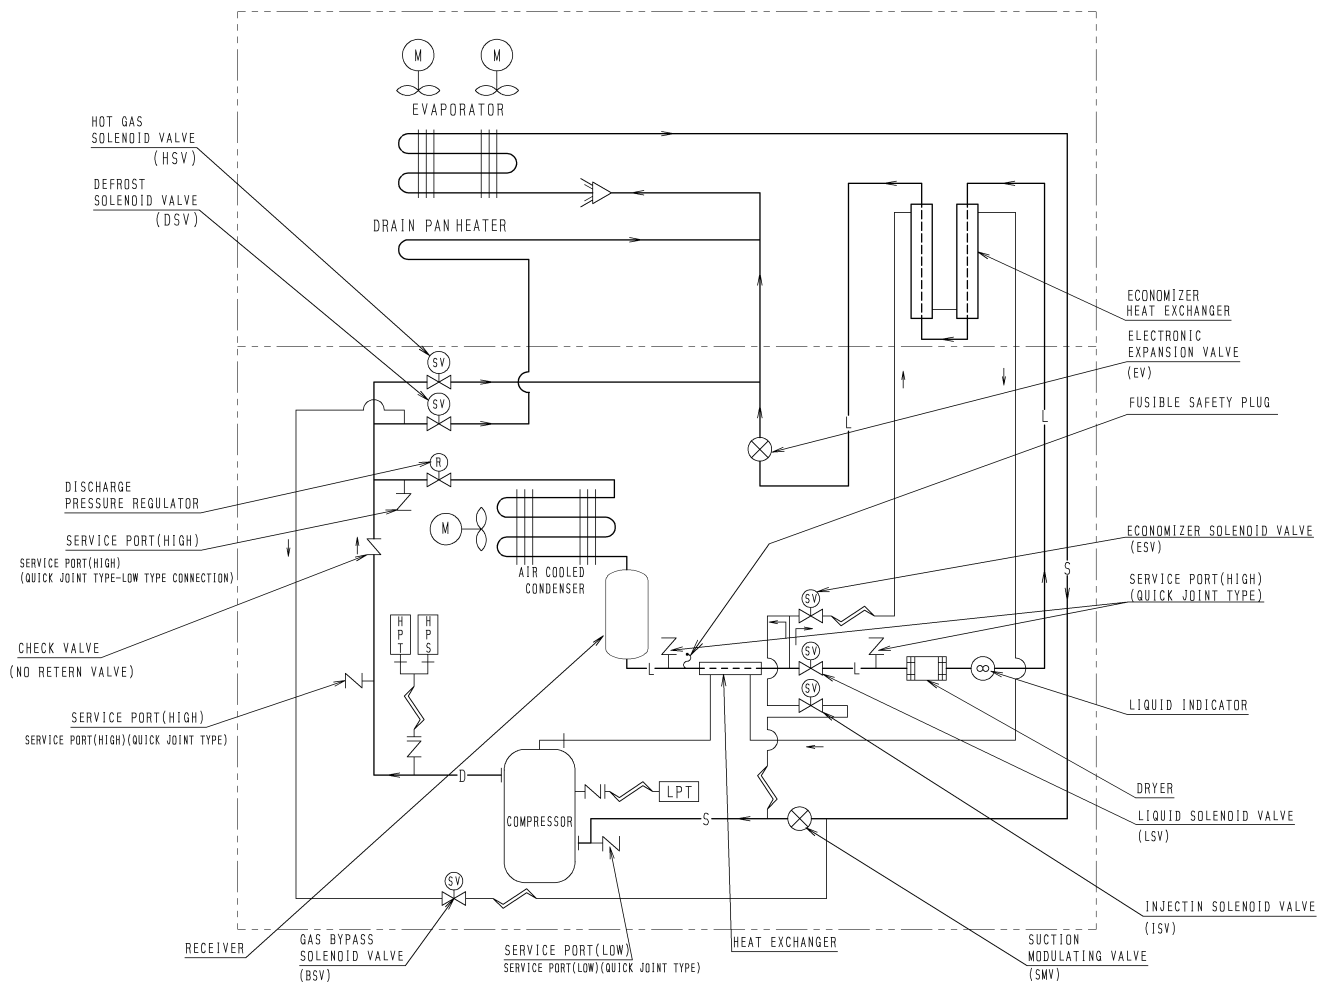 M
M
EVAPORATOR
HOT GAS
SOLENOID VALVE
(HSV)
DEFROST
SOLENOID VALVE
(DSV)
DRAIN PAN HEATER
ECONOMIZER
HEAT EXCHANGER
ELECTRONIC
EXPANSION VALVE
(EV)
FUSIBLE SAFETY PLUG
SV
SV
L
L
R
DISCHARGE
PRESSURE REGULATOR
M
SERVICE PORT(HIGH)
SERVICE PORT(HIGH)
(QUICK JOINT TYPE-LOW TYPE CONNECTION)
AIR COOLED
CONDENSER
ECONOMIZER SOLENOID VALVE
(ESV)
S
SERVICE PORT(HIGH)
(QUICK JOINT TYPE)
SV
HPT
HPS
CHECK VALVE
(NO RETERN VALVE)
SV
L
L
SV
SERVICE PORT(HIGH)
SERVICE PORT(HIGH)(QUICK JOINT TYPE)
LIQUID INDICATOR
D
LPT
DRYER
COMPRESSOR
S
LIQUID SOLENOID VALVE
(LSV)
SV
INJECTIN SOLENOID VALVE
(ISV)
RECEIVER
GAS BYPASS
SOLENOID VALVE
(BSV)
SERVICE PORT(LOW)
SERVICE PORT(LOW)(QUICK JOINT TYPE)
HEAT EXCHANGER
SUCTION
MODULATING VALVE
(SMV)